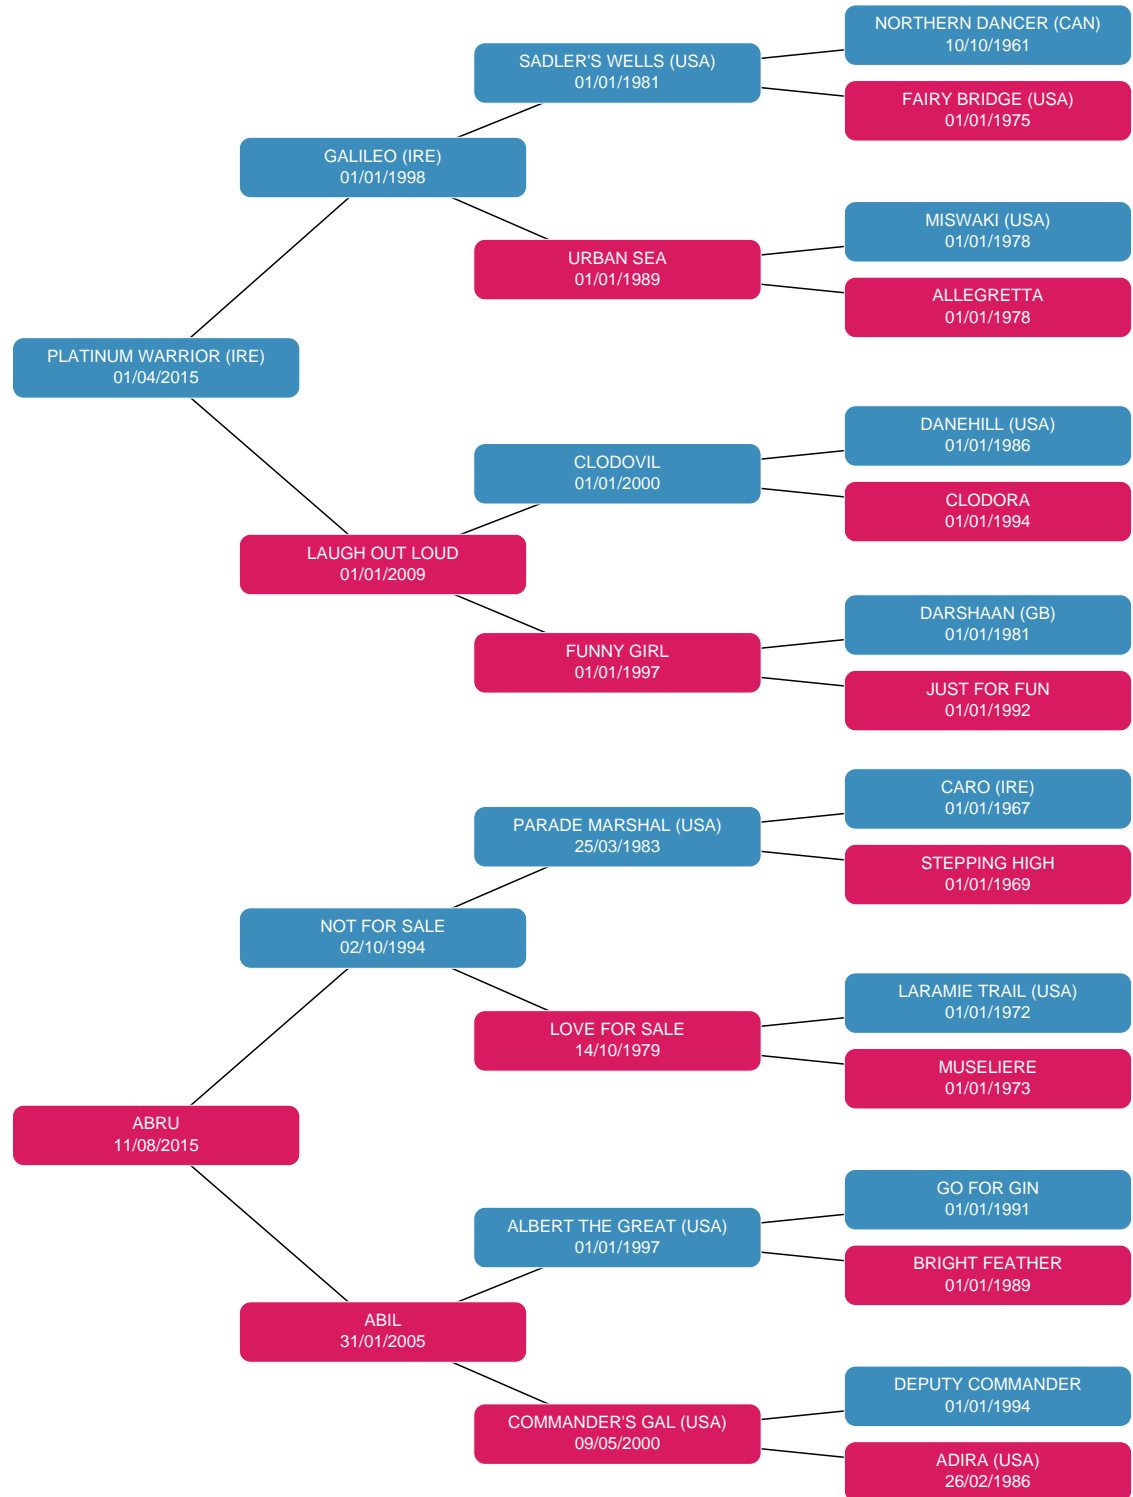 NORTHERN DANCER (CAN)
10/10/1961
SADLER'S WELLS (USA)
01/01/1981
FAIRY BRIDGE (USA)
01/01/1975
GALILEO (IRE)
01/01/1998
MISWAKI (USA)
01/01/1978
URBAN SEA
01/01/1989
ALLEGRETTA
01/01/1978
PLATINUM WARRIOR (IRE)
01/04/2015
DANEHILL (USA)
01/01/1986
CLODOVIL
01/01/2000
CLODORA
01/01/1994
LAUGH OUT LOUD
01/01/2009
DARSHAAN (GB)
01/01/1981
FUNNY GIRL
01/01/1997
JUST FOR FUN
01/01/1992
CARO (IRE)
01/01/1967
PARADE MARSHAL (USA)
25/03/1983
STEPPING HIGH
01/01/1969
NOT FOR SALE
02/10/1994
LARAMIE TRAIL (USA)
01/01/1972
LOVE FOR SALE
14/10/1979
MUSELIERE
01/01/1973
ABRU
11/08/2015
GO FOR GIN
01/01/1991
ALBERT THE GREAT (USA)
01/01/1997
BRIGHT FEATHER
01/01/1989
ABIL
31/01/2005
DEPUTY COMMANDER
01/01/1994
COMMANDER'S GAL (USA)
09/05/2000
ADIRA (USA)
26/02/1986